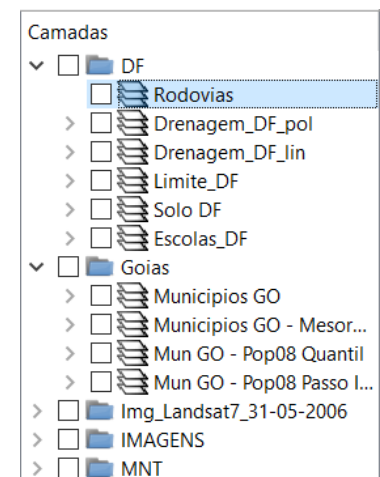 Camadas
DF
Rodovias
Drenagem_DF_pol
Drenagem_DF_lin
Limite_DF
Solo DF
Escolas_DF
Goias
Municipios GO
Municipios GO - Mesor...
Mun GO - Pop08 Quantil
Mun GO - Pop08 Passo I...
Img_Landsat7_31-05-2006
IMAGENS
MNT